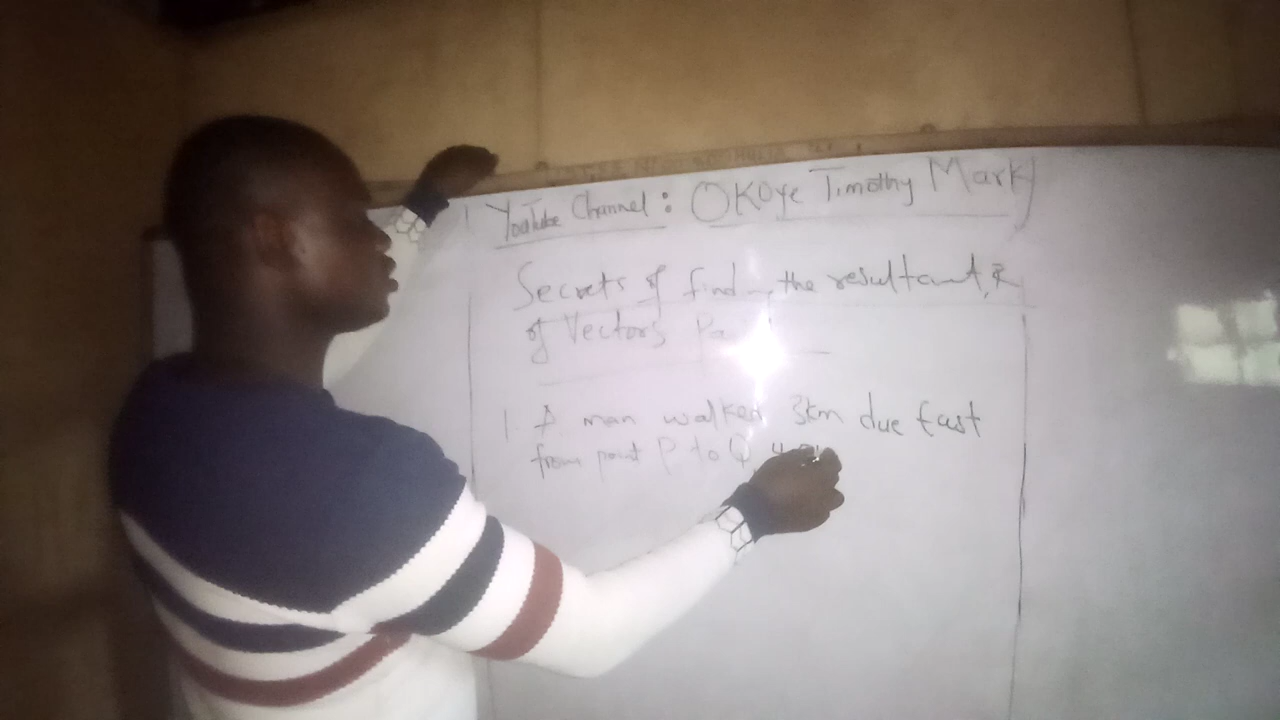 YouTube Channel: Okoye Timothy Mark
Secrets of find , the resultant, R
of Vectors
1. A man walked 3km due East
from point P to Q